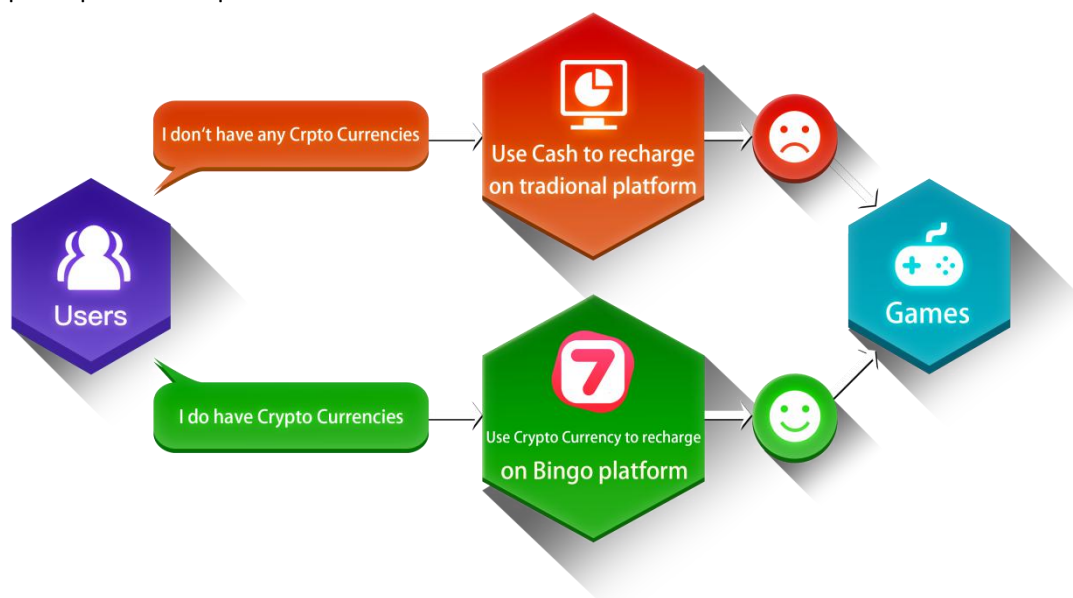 I don't have any Crpto Currencies
Use Cash to recharge
on tradional platform
Users
Games
7
I do have Crypto Currencies
Use Crypto Currency to recharge
on Bingo platform